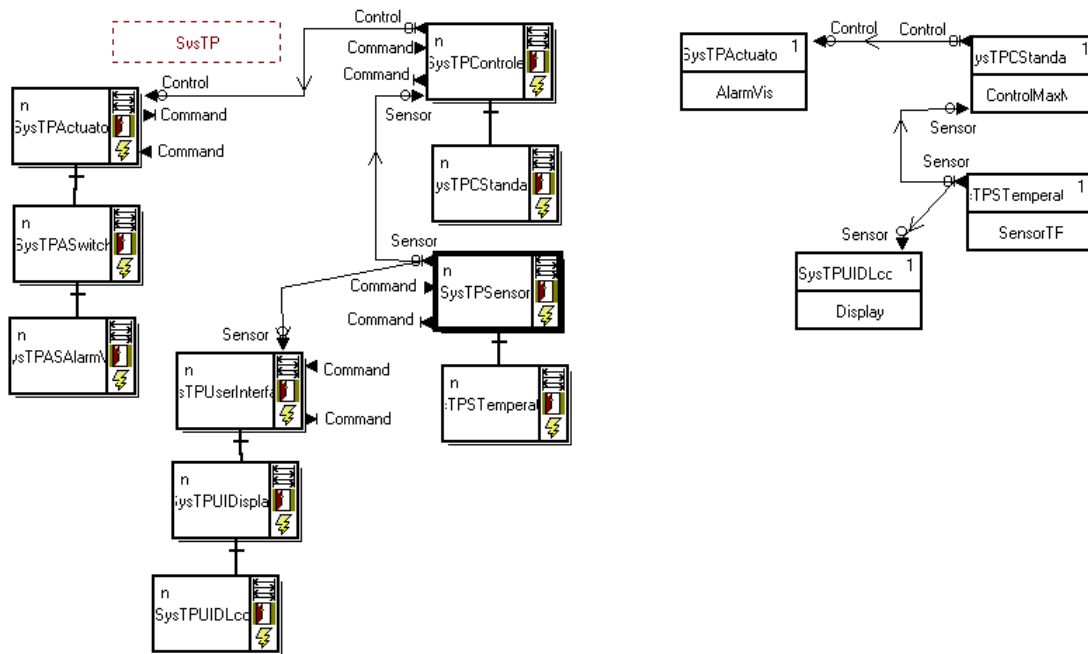 SysTP
Control
n
SysTPControle
Command
Command
Sensor
Control
n
SysTPActuato
Command
Command
n
ysTPCStanda
n
SysTPASwitch
Sensor
n
SysTPSensor
Command
Command
n
ysTPASAlarmV
Sensor
n
sTPUserInterfa
Command
Command
n
:TPSTemperat
n
SysTPUIDispla
n
SysTPUIDLcc
Control
Control
1
SysTPActuato
AlarmVis
1
ysTPCStanda
ControlMaxM
Sensor
Sensor
1
:TPSTemperat
SensorTF
Sensor
1
SysTPUIDLcc
Display